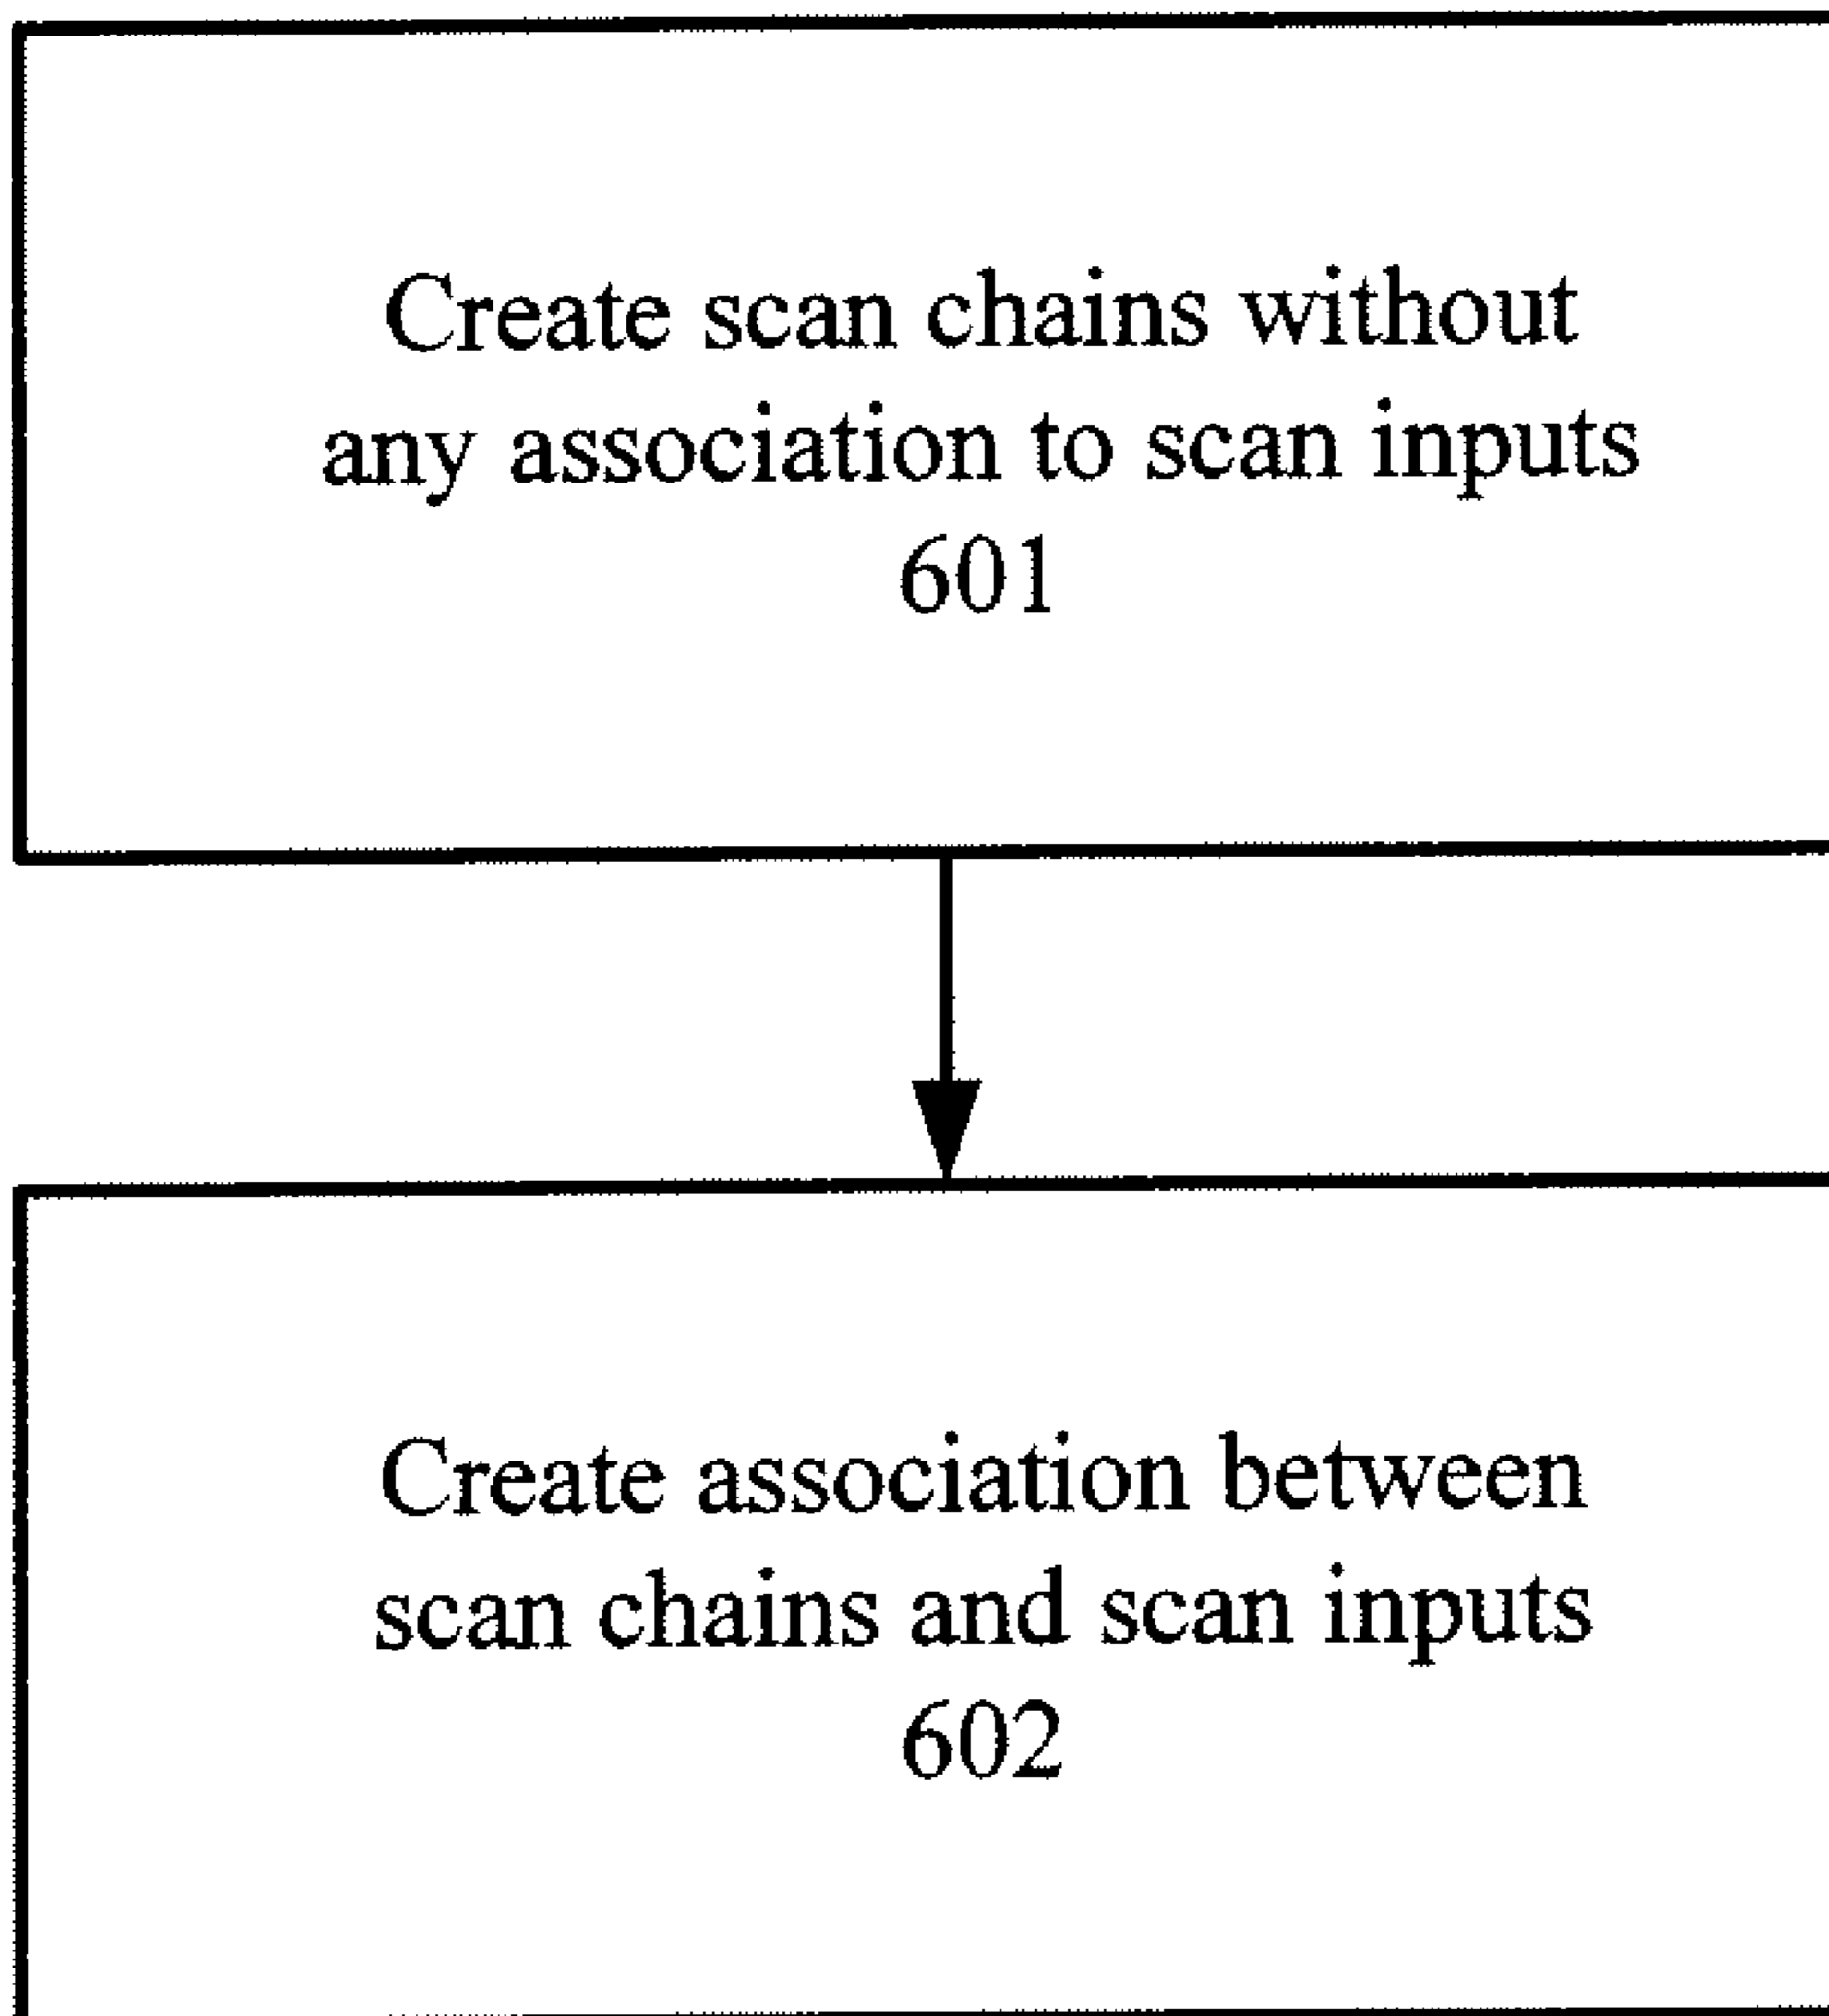 Create scan chains without
any association to scan inputs
601
Create association between
scan chains and scan inputs
602